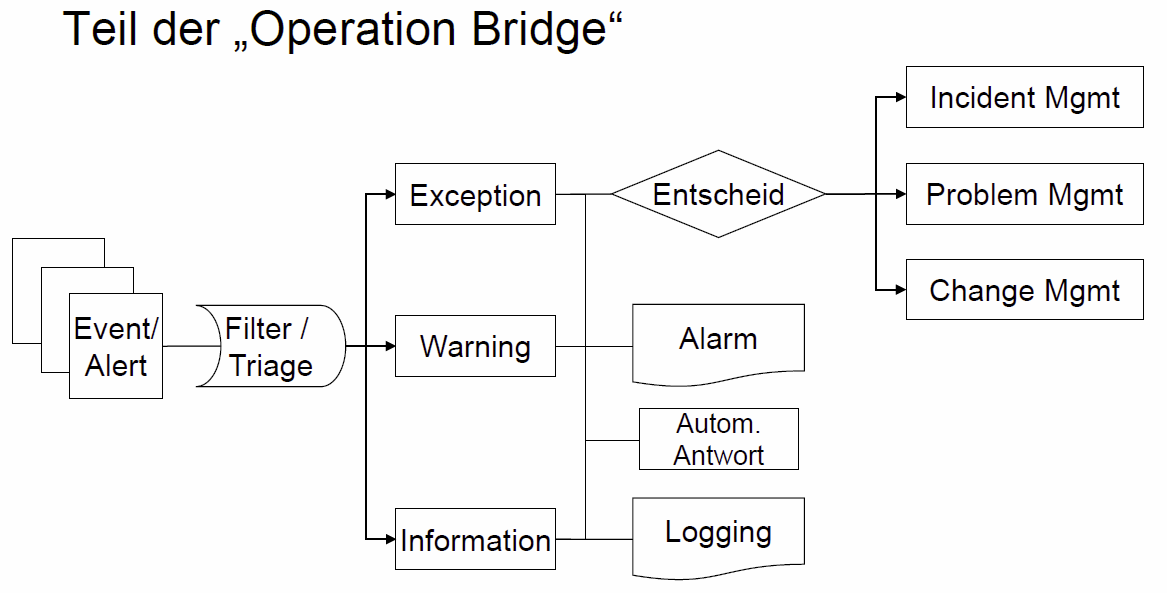 Teil der „Operation Bridge“
Incident Mgmt
Exception
Entscheid
Problem Mgmt
Change Mgmt
Event/
Alert
Filter /
Triage
Warning
Alarm
Autom.
Antwort
Information
Logging